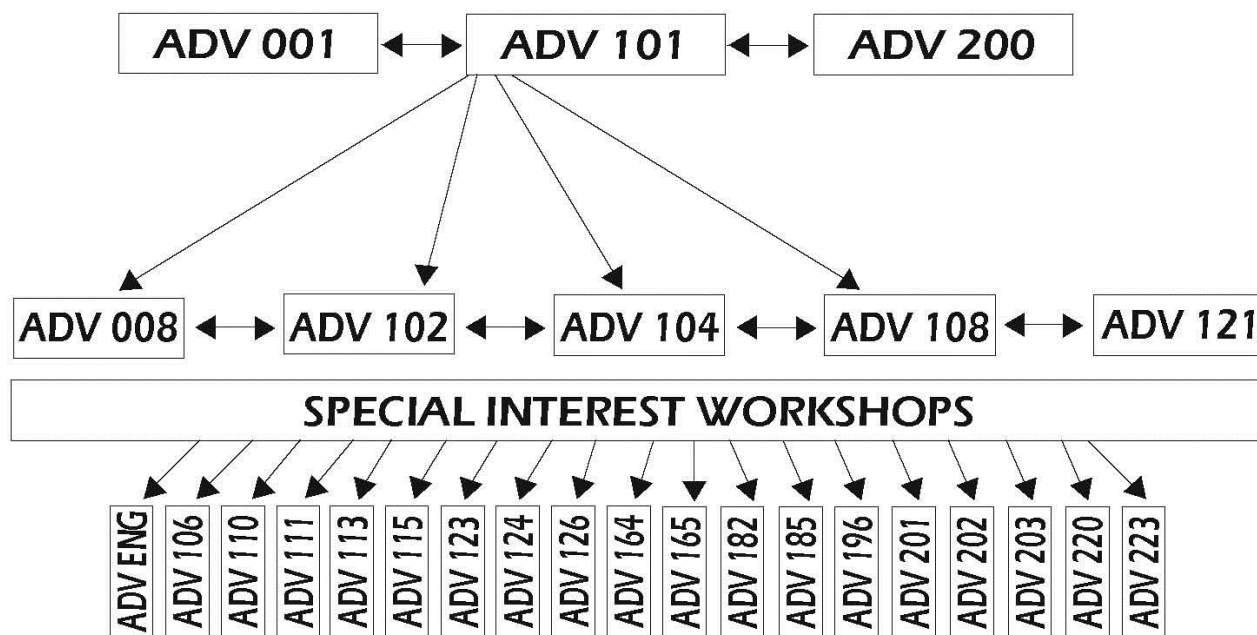 ADV 001 ADV 101 ADV 200
ADV 008 ADV 102 ADV 104 ADV 108 ADV 121
SPECIAL INTEREST WORKSHOPS
ADV ENG
ADV 106
ADV 110
ADV 111
ADV 113
ADV 115
ADV 123
ADV 124
ADV 126
ADV 164
ADV 165
ADV 182
ADV 185
ADV 196
ADV 201
ADV 202
ADV 203
ADV 220
ADV 223